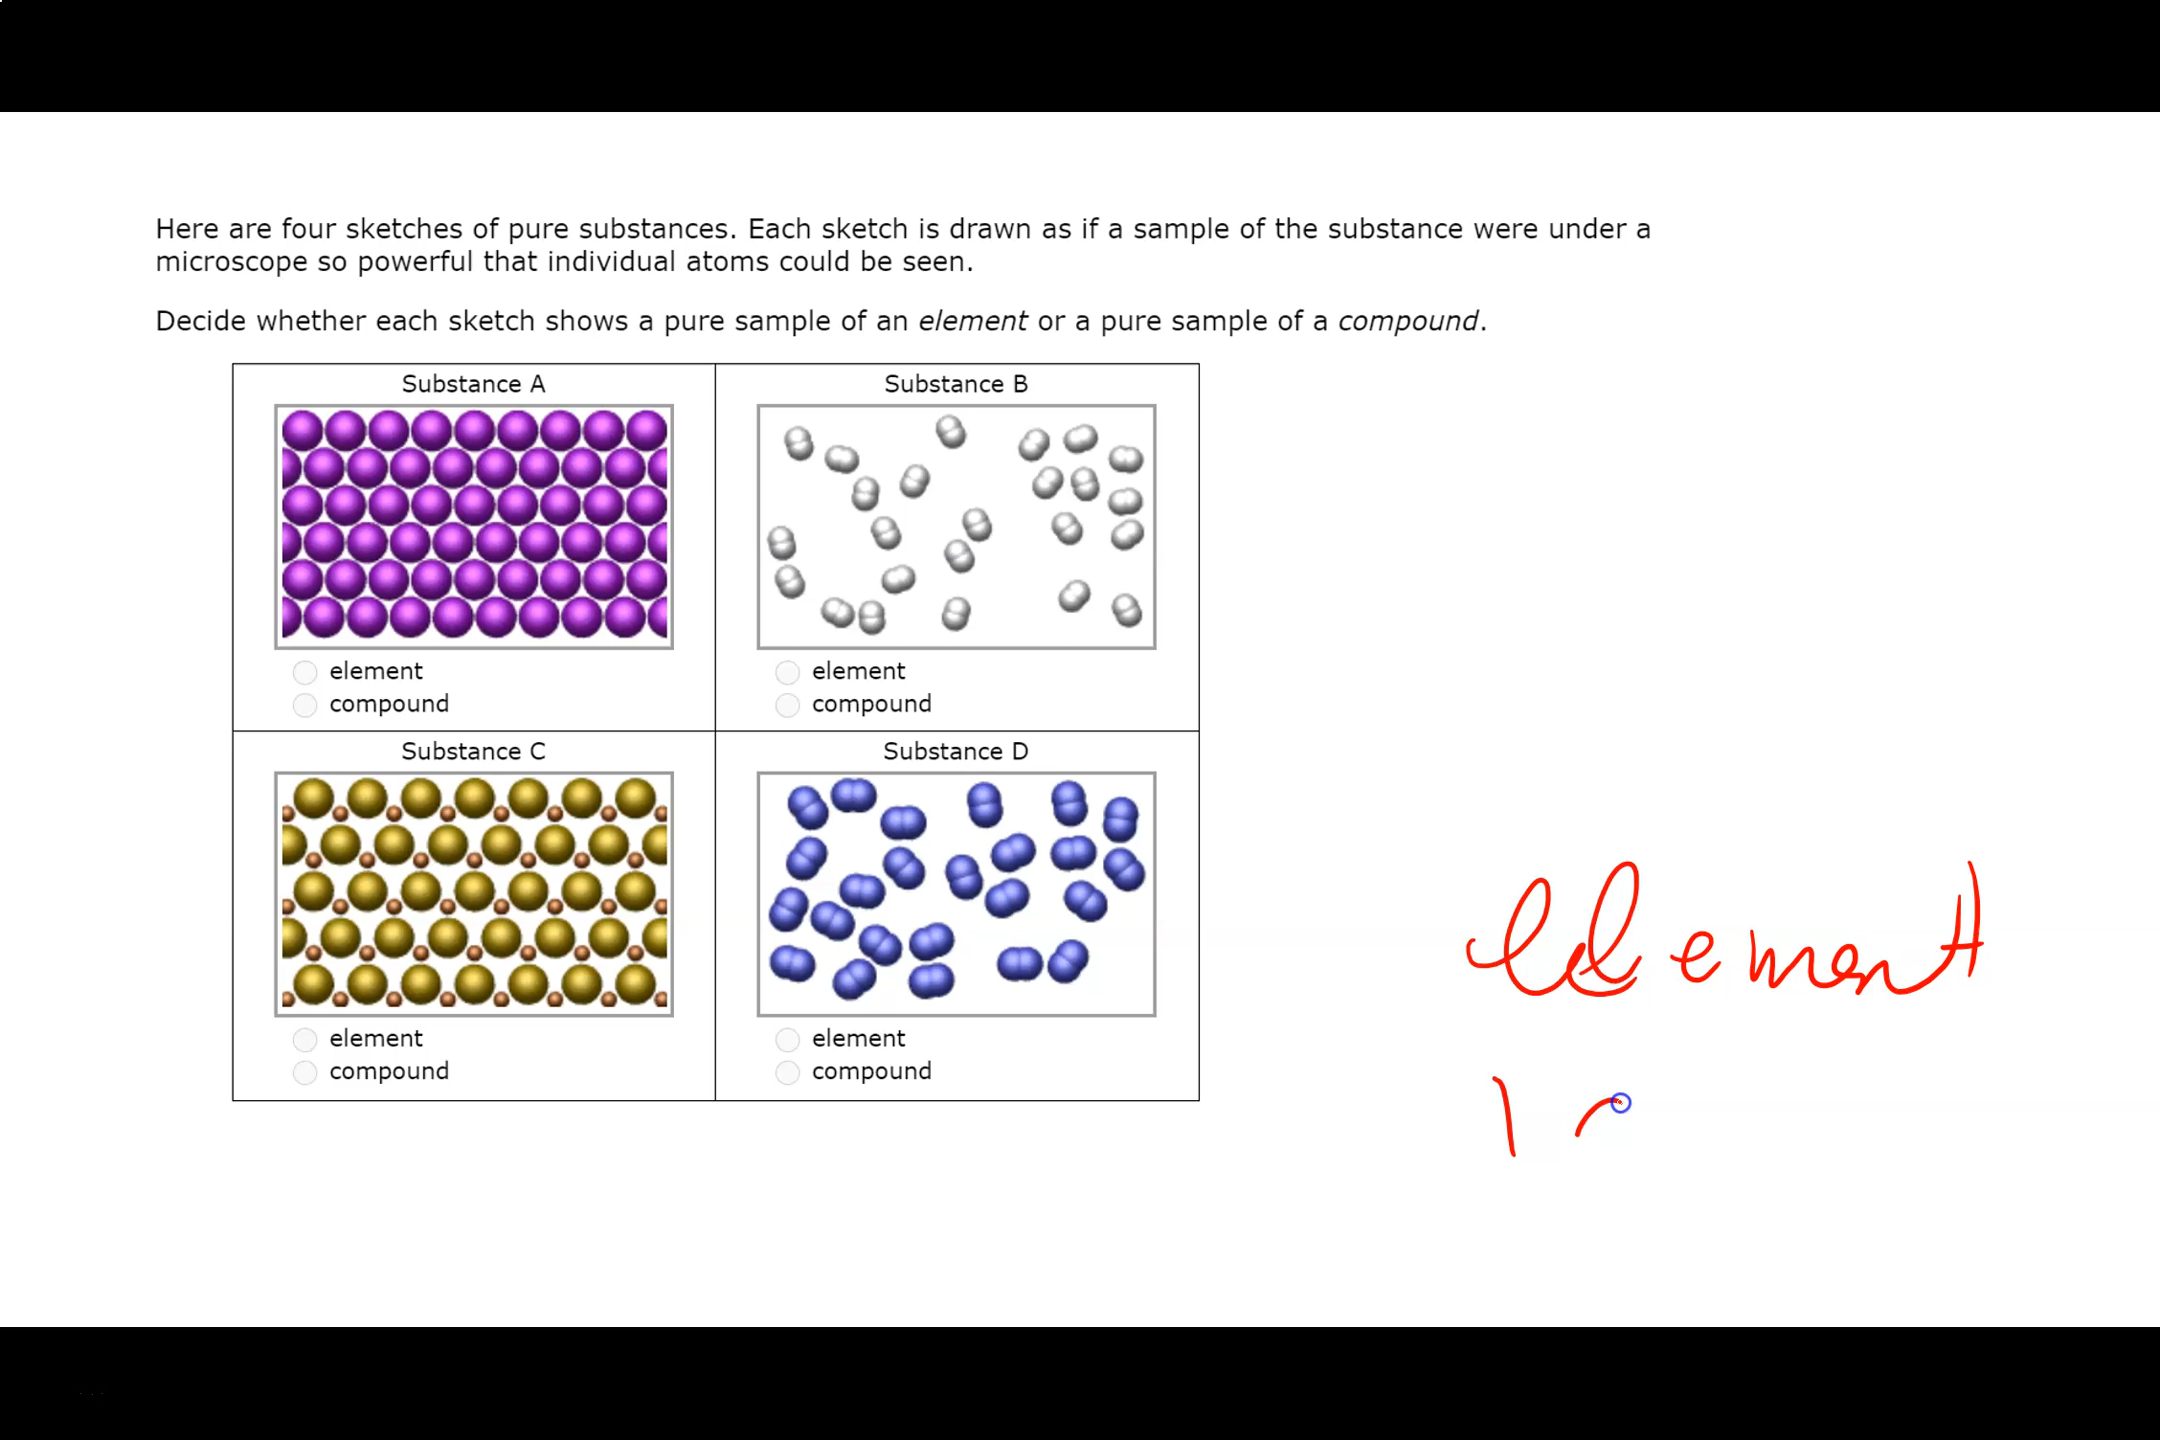 Here are four sketches of pure substances. Each sketch is drawn as if a sample of the substance were under a
microscope so powerful that individual atoms could be seen.
Decide whether each sketch shows a pure sample of an element or a pure sample of a compound.
Substance A
element
compound
Substance B
element
compound
Substance C
element
compound
Substance D
element
compound
element
1